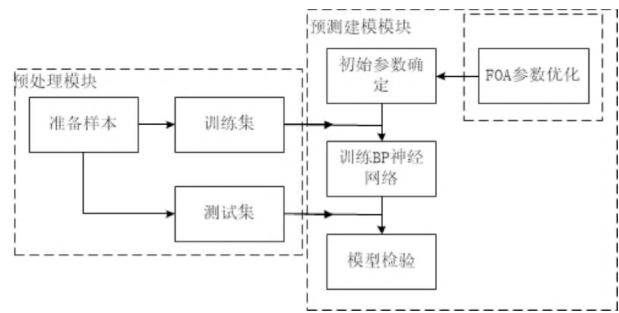 预测建模模块
初始参数确
定
FOA参数优化
预处理模块
准备样本
训练集
训练BP神经
网络
测试集
模型检验